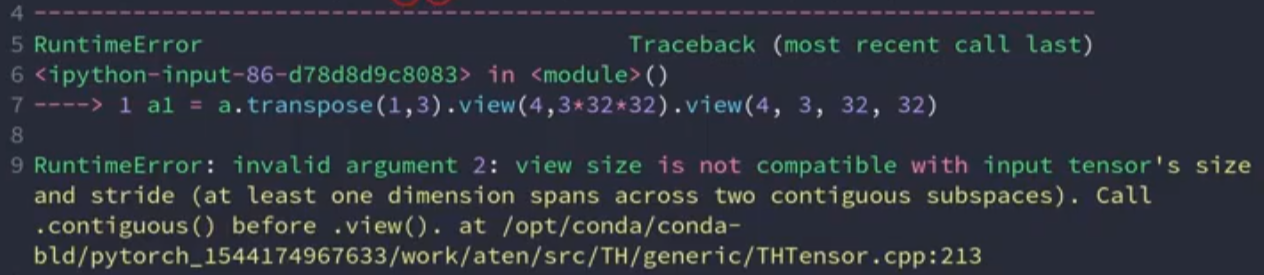 4 --------------------------------------------------------------------------
5 RuntimeError                              Traceback (most recent call last)
6 <ipython-input-86-d78d8d9c8083> in <module>()
7 ----> 1 a1 = a.transpose(1,3).view(4,3*32*32).view(4, 3, 32, 32)
8
9 RuntimeError: invalid argument 2: view size is not compatible with input tensor's size
and stride (at least one dimension spans across two contiguous subspaces). Call
.contiguous() before .view(). at /opt/conda/conda-
bld/pytorch_1544174967633/work/aten/src/TH/generic/THTensor.cpp:213